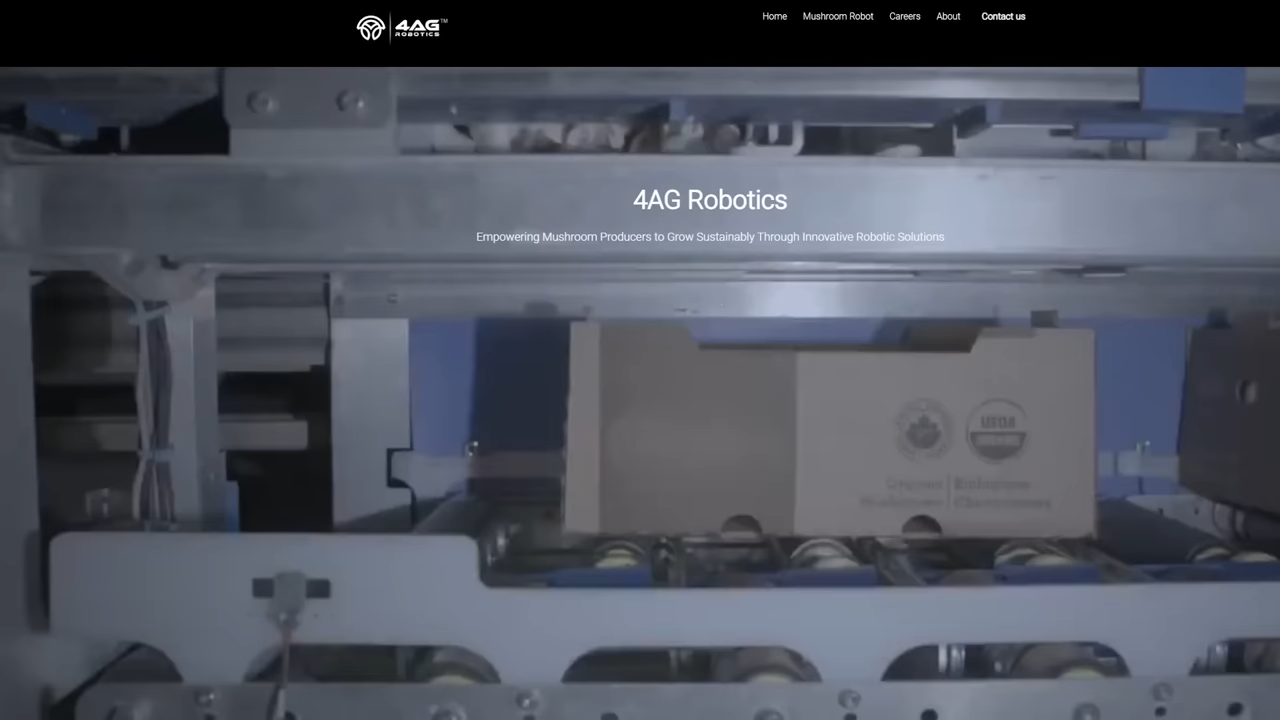 4AG™
ROBOTICS
Home
Mushroom Robot
Careers
About
Contact us
4AG Robotics
Empowering Mushroom Producers to Grow Sustainably Through Innovative Robotic Solutions
USDA